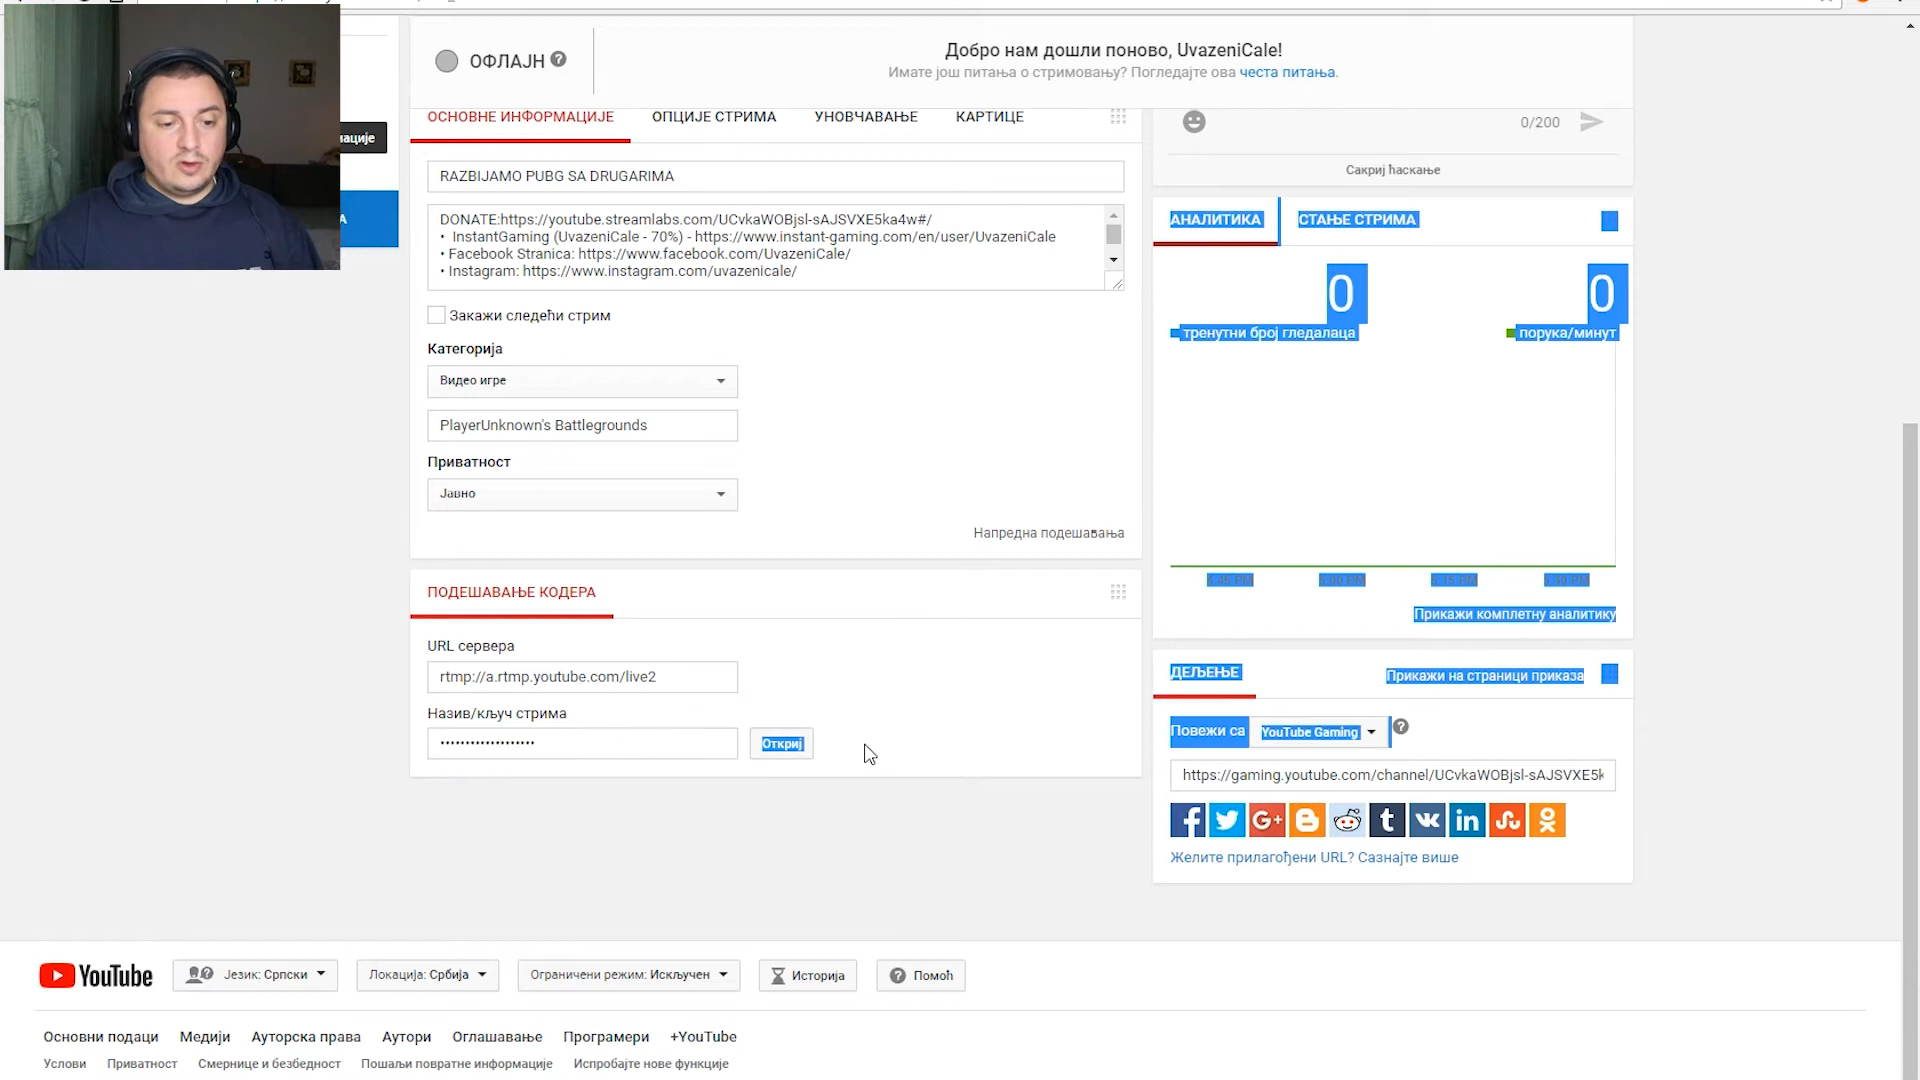 ОФЛАЈН
Добро нам дошли поново, UvazeniCale!
Имате још питања о стримовању? Погледајте ова честа питања.
ације
А
ОСНОВНЕ ИНФОРМАЦИЈЕ
ОПЦИЈЕ СТРИМА
УНОВЧАВАЊЕ
КАРТИЦЕ
RAZBIJAMO PUBG SA DRUGARIMA
DONATE:https://youtube.streamlabs.com/UCvkaWOBjsl-sAJSVXE5ka4w#/
• InstantGaming (UvazeniCale - 70%) - https://www.instant-gaming.com/en/user/UvazeniCale
• Facebook Stranica: https://www.facebook.com/UvazeniCale/
• Instagram: https://www.instagram.com/uvazenicale/
Закажи следећи стрим
Категорија
Видео игре
PlayerUnknown's Battlegrounds
Приватност
Јавно
Напредна подешавања
ПОДЕШАВАЊЕ КОДЕРА
URL сервера
rtmp://a.rtmp.youtube.com/live2
Назив/кључ стрима
•••••••••••••••••••
Откриј
0/200
Сакриј ћаскање
АНАЛИТИКА
СТАЊЕ СТРИМА
0
0
тренутни број гледалаца
порука/минут
Прикажи комплетну аналитику
ДЕЉЕЊЕ
Прикажи на страници приказа
Повежи са
YouTube Gaming
https://gaming.youtube.com/channel/UCvkaWOBjsl-sAJSVXE5k
Желите прилагођени URL? Сазнајте више
YouTube
Језик: Српски
Локација: Србија
Ограничени режим: Искључен
Историја
Помоћ
Основни подаци
Медији
Ауторска права
Аутори
Оглашавање
Програмери
+YouTube
Услови
Приватност
Смернице и безбедност
Пошаљи повратне информације
Испробајте нове функције